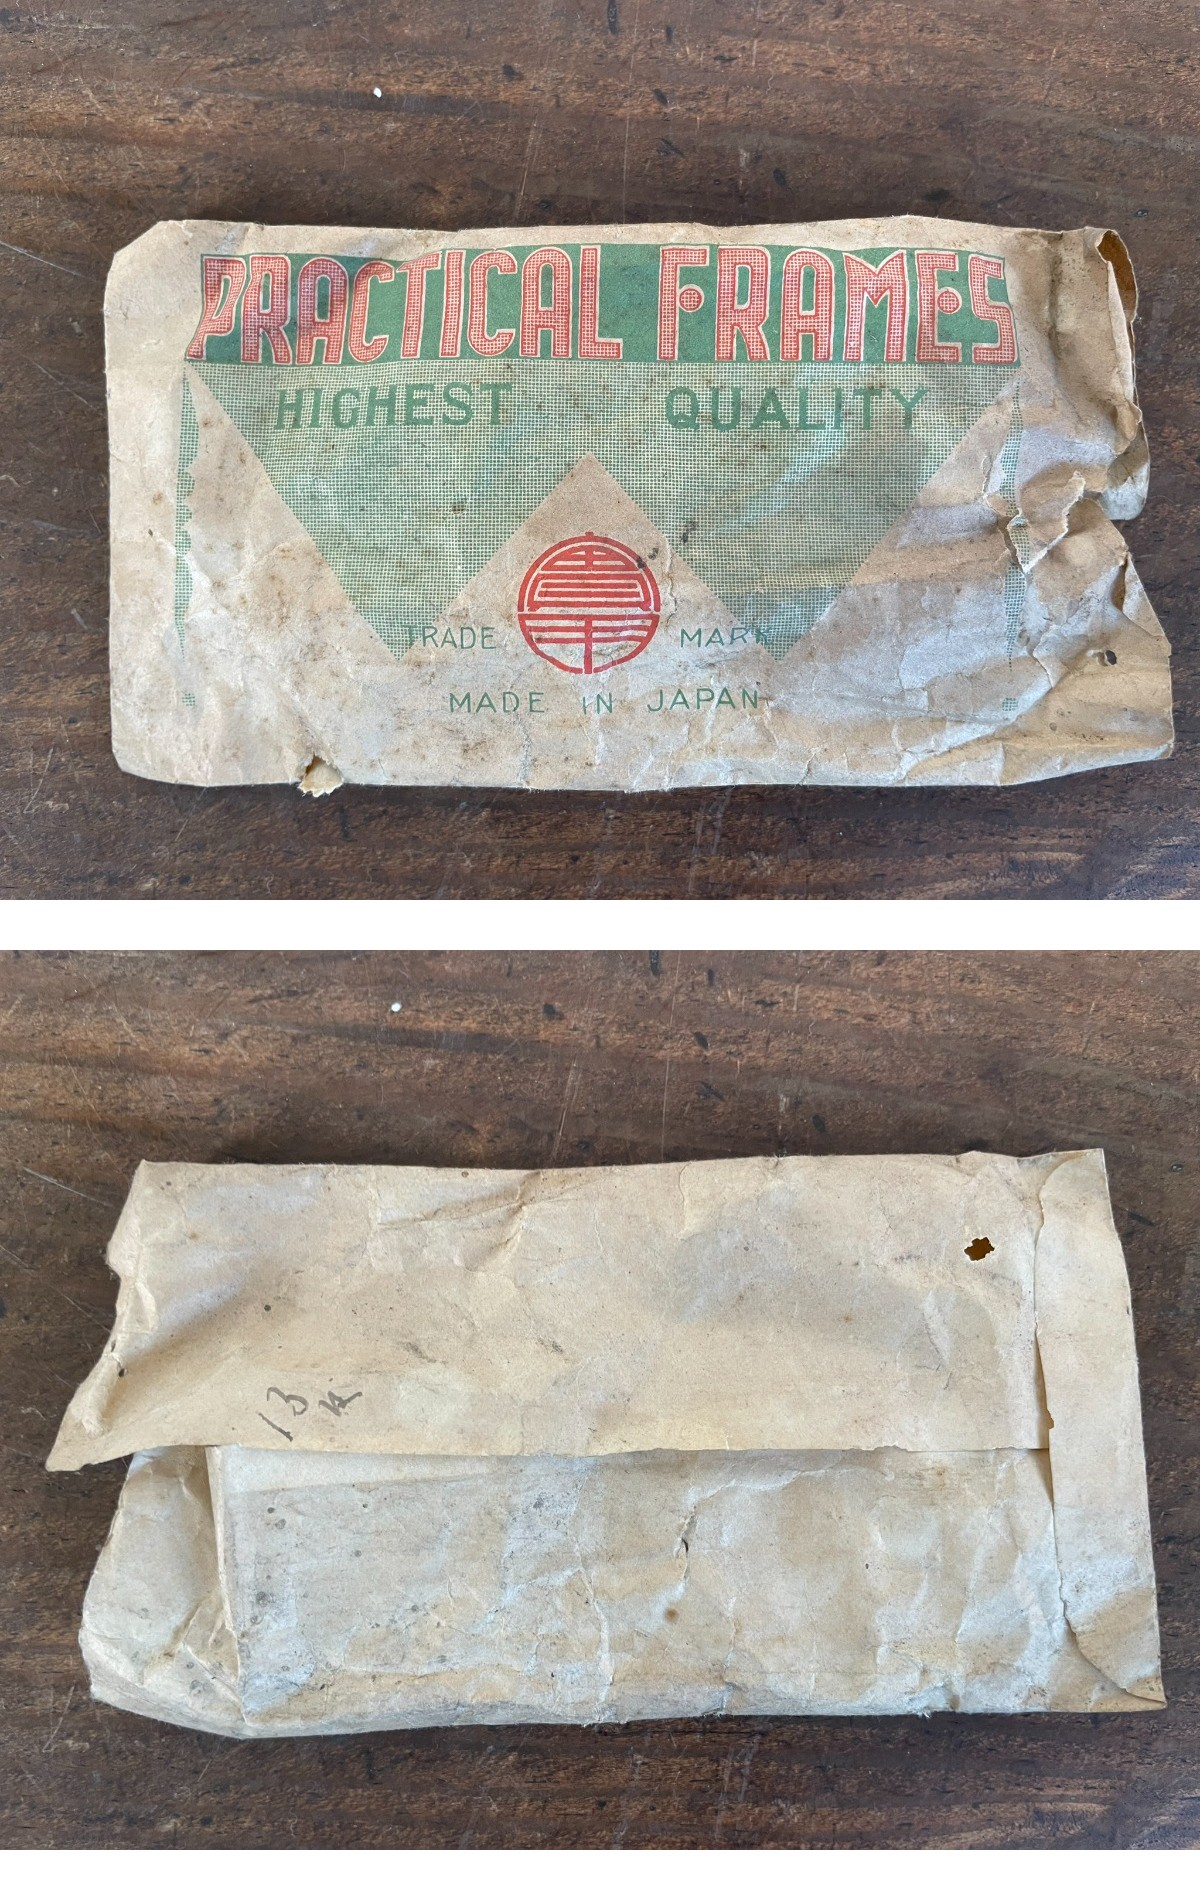 PRACTICAL FRAMES
HIGHEST QUALITY
TRADE MARK
MADE IN JAPAN
13